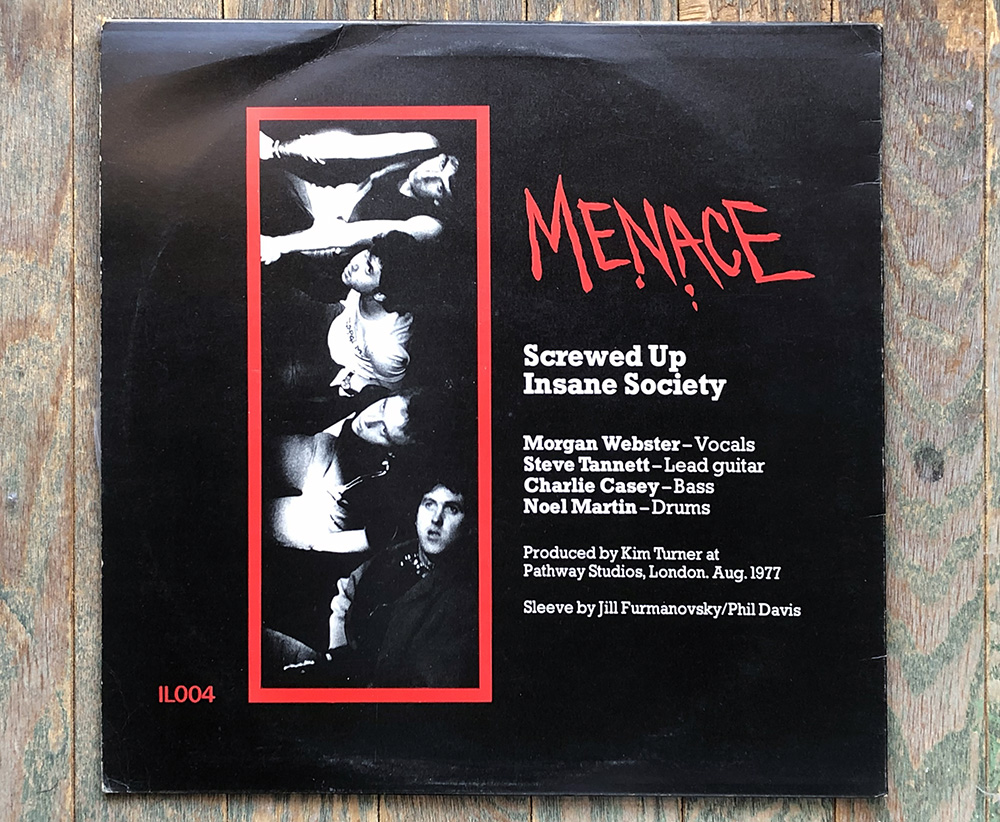 MENACE
Screwed Up
Insane Society
Morgan Webster – Vocals
Steve Tannett – Lead guitar
Charlie Casey – Bass
Noel Martin – Drums
Produced by Kim Turner at
Pathway Studios, London. Aug. 1977
Sleeve by Jill Furmanovsky/Phil Davis
IL004